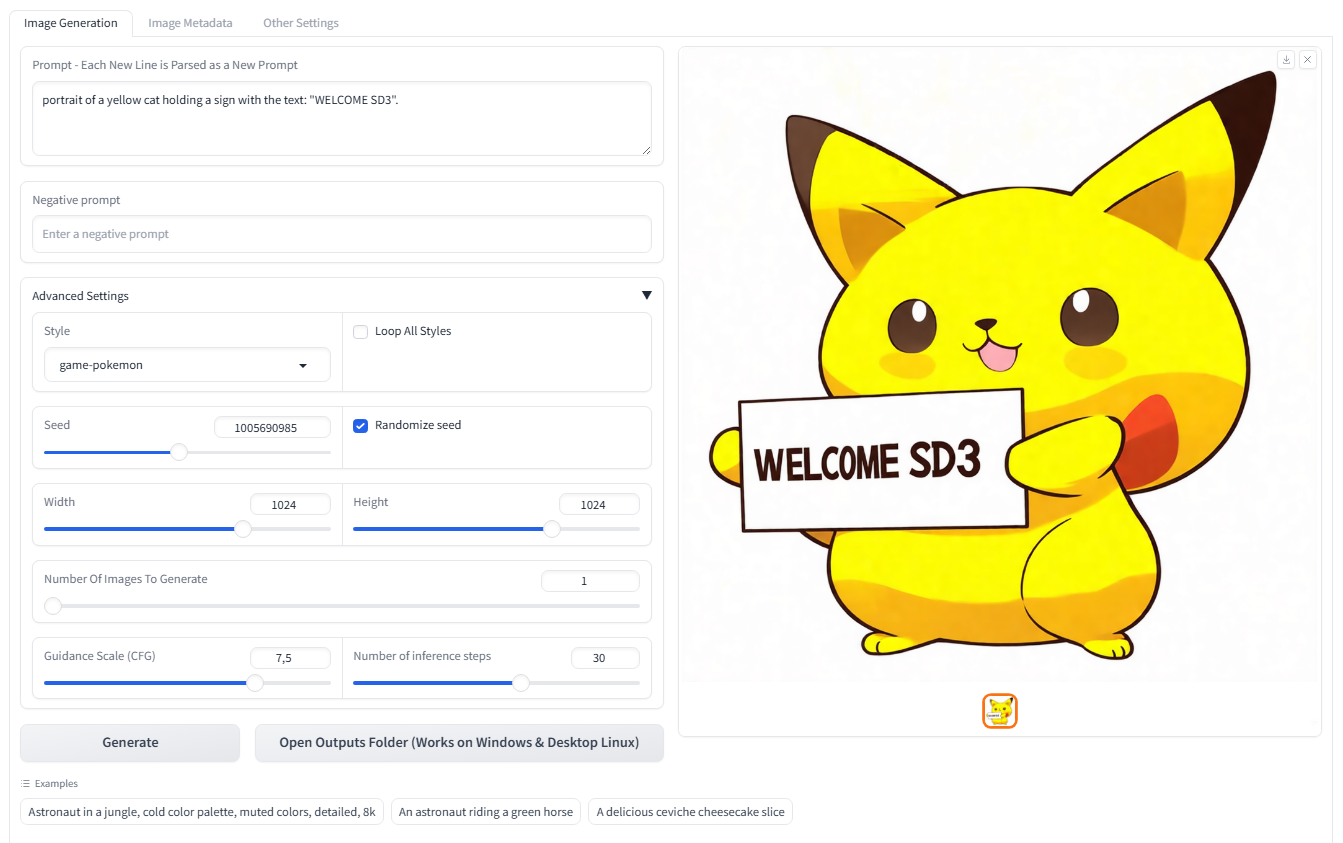 Image Generation
Image Metadata
Other Settings
Prompt - Each New Line is Parsed as a New Prompt
portrait of a yellow cat holding a sign with the text: "WELCOME SD3".
Negative prompt
Enter a negative prompt
Advanced Settings
Style
Loop All Styles
game-pokemon
Seed
1005690985
Randomize seed
Width
1024
Height
1024
Number Of Images To Generate
1
Guidance Scale (CFG)
7,5
Number of inference steps
30
Generate
Open Outputs Folder (Works on Windows & Desktop Linux)
Examples
Astronaut in a jungle, cold color palette, muted colors, detailed, 8k
An astronaut riding a green horse
A delicious ceviche cheesecake slice
WELCOME SD3